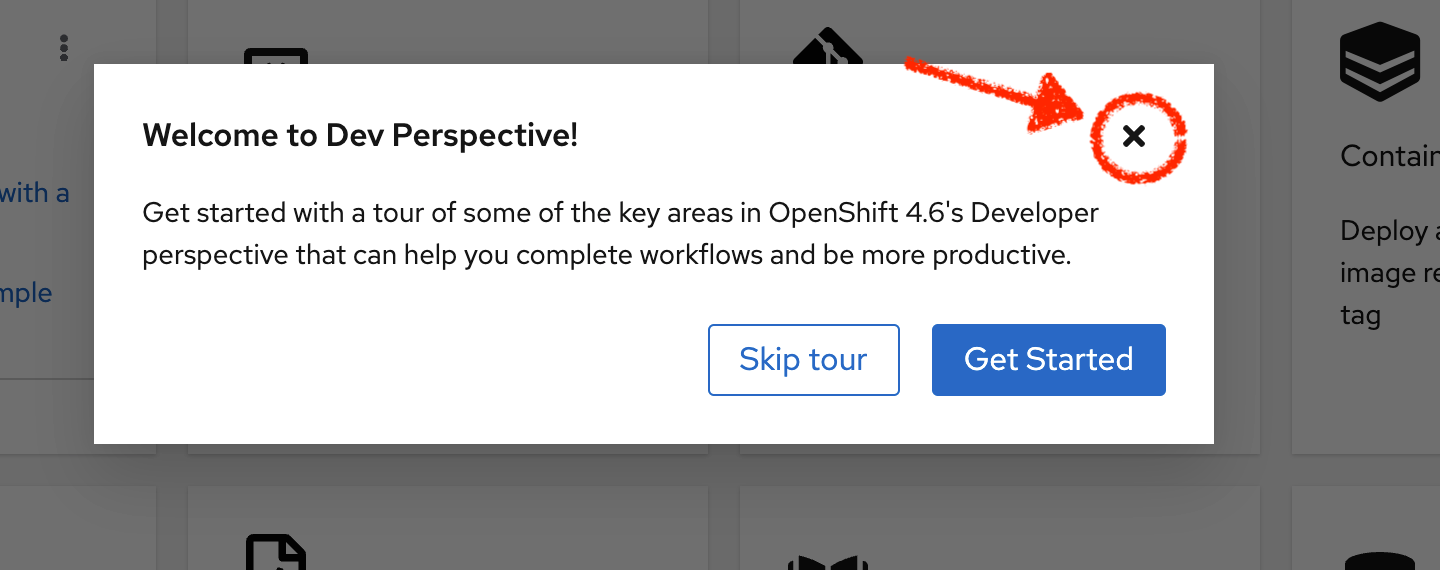 Welcome to Dev Perspective!
Get started with a tour of some of the key areas in OpenShift 4.6's Developer
perspective that can help you complete workflows and be more productive.
Skip tour
Get Started
with a
mple
Contain
Deploy a
image re
tag